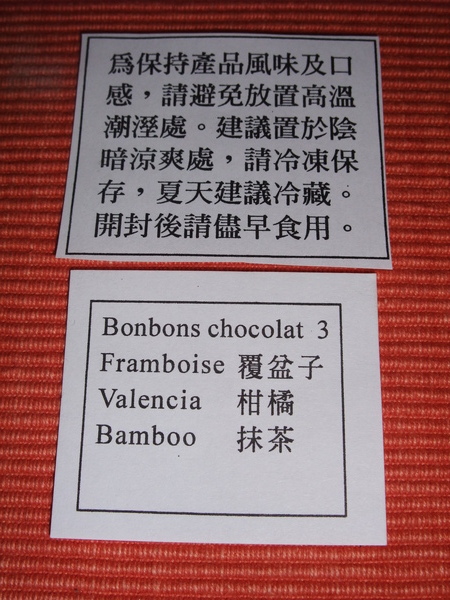 為保持產品風味及口
感，請避免放置高溫
潮溼處。建議置於陰
暗涼爽處，請冷凍保
存，夏天建議冷藏。
開封後請儘早食用。
Bonbons chocolat 3
Framboise 覆盆子
Valencia 柑橘
Bamboo 抹茶